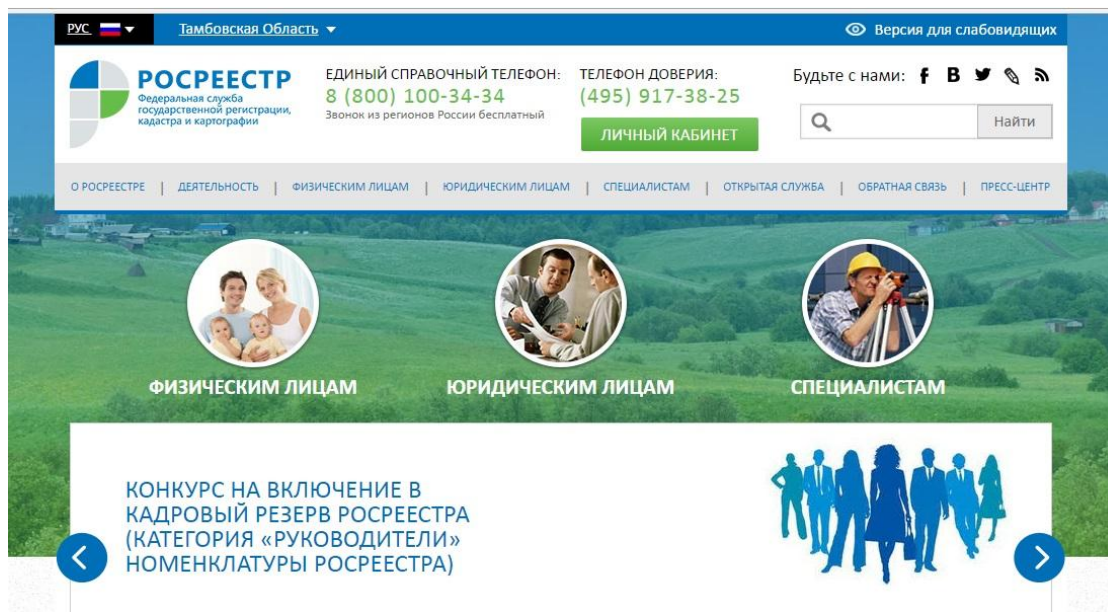 РУС Тамбовская Область Версия для слабовидящих
РОСРЕЕСТР
Федеральная служба
государственной регистрации,
кадастра и картографии
ЕДИНЫЙ СПРАВОЧНЫЙ ТЕЛЕФОН:
8 (800) 100-34-34
Звонок из регионов России бесплатный
ТЕЛЕФОН ДОВЕРИЯ:
(495) 917-38-25
ЛИЧНЫЙ КАБИНЕТ
Будьте с нами:
Найти
О РОСРЕЕСТРЕ | ДЕЯТЕЛЬНОСТЬ | ФИЗИЧЕСКИМ ЛИЦАМ | ЮРИДИЧЕСКИМ ЛИЦАМ | СПЕЦИАЛИСТАМ | ОТКРЫТАЯ СЛУЖБА | ОБРАТНАЯ СВЯЗЬ | ПРЕСС-ЦЕНТР
ФИЗИЧЕСКИМ ЛИЦАМ ЮРИДИЧЕСКИМ ЛИЦАМ СПЕЦИАЛИСТАМ
КОНКУРС НА ВКЛЮЧЕНИЕ В
КАДРОВЫЙ РЕЗЕРВ РОСРЕЕСТРА
(КАТЕГОРИЯ «РУКОВОДИТЕЛИ»
НОМЕНКЛАТУРЫ РОСРЕЕСТРА)